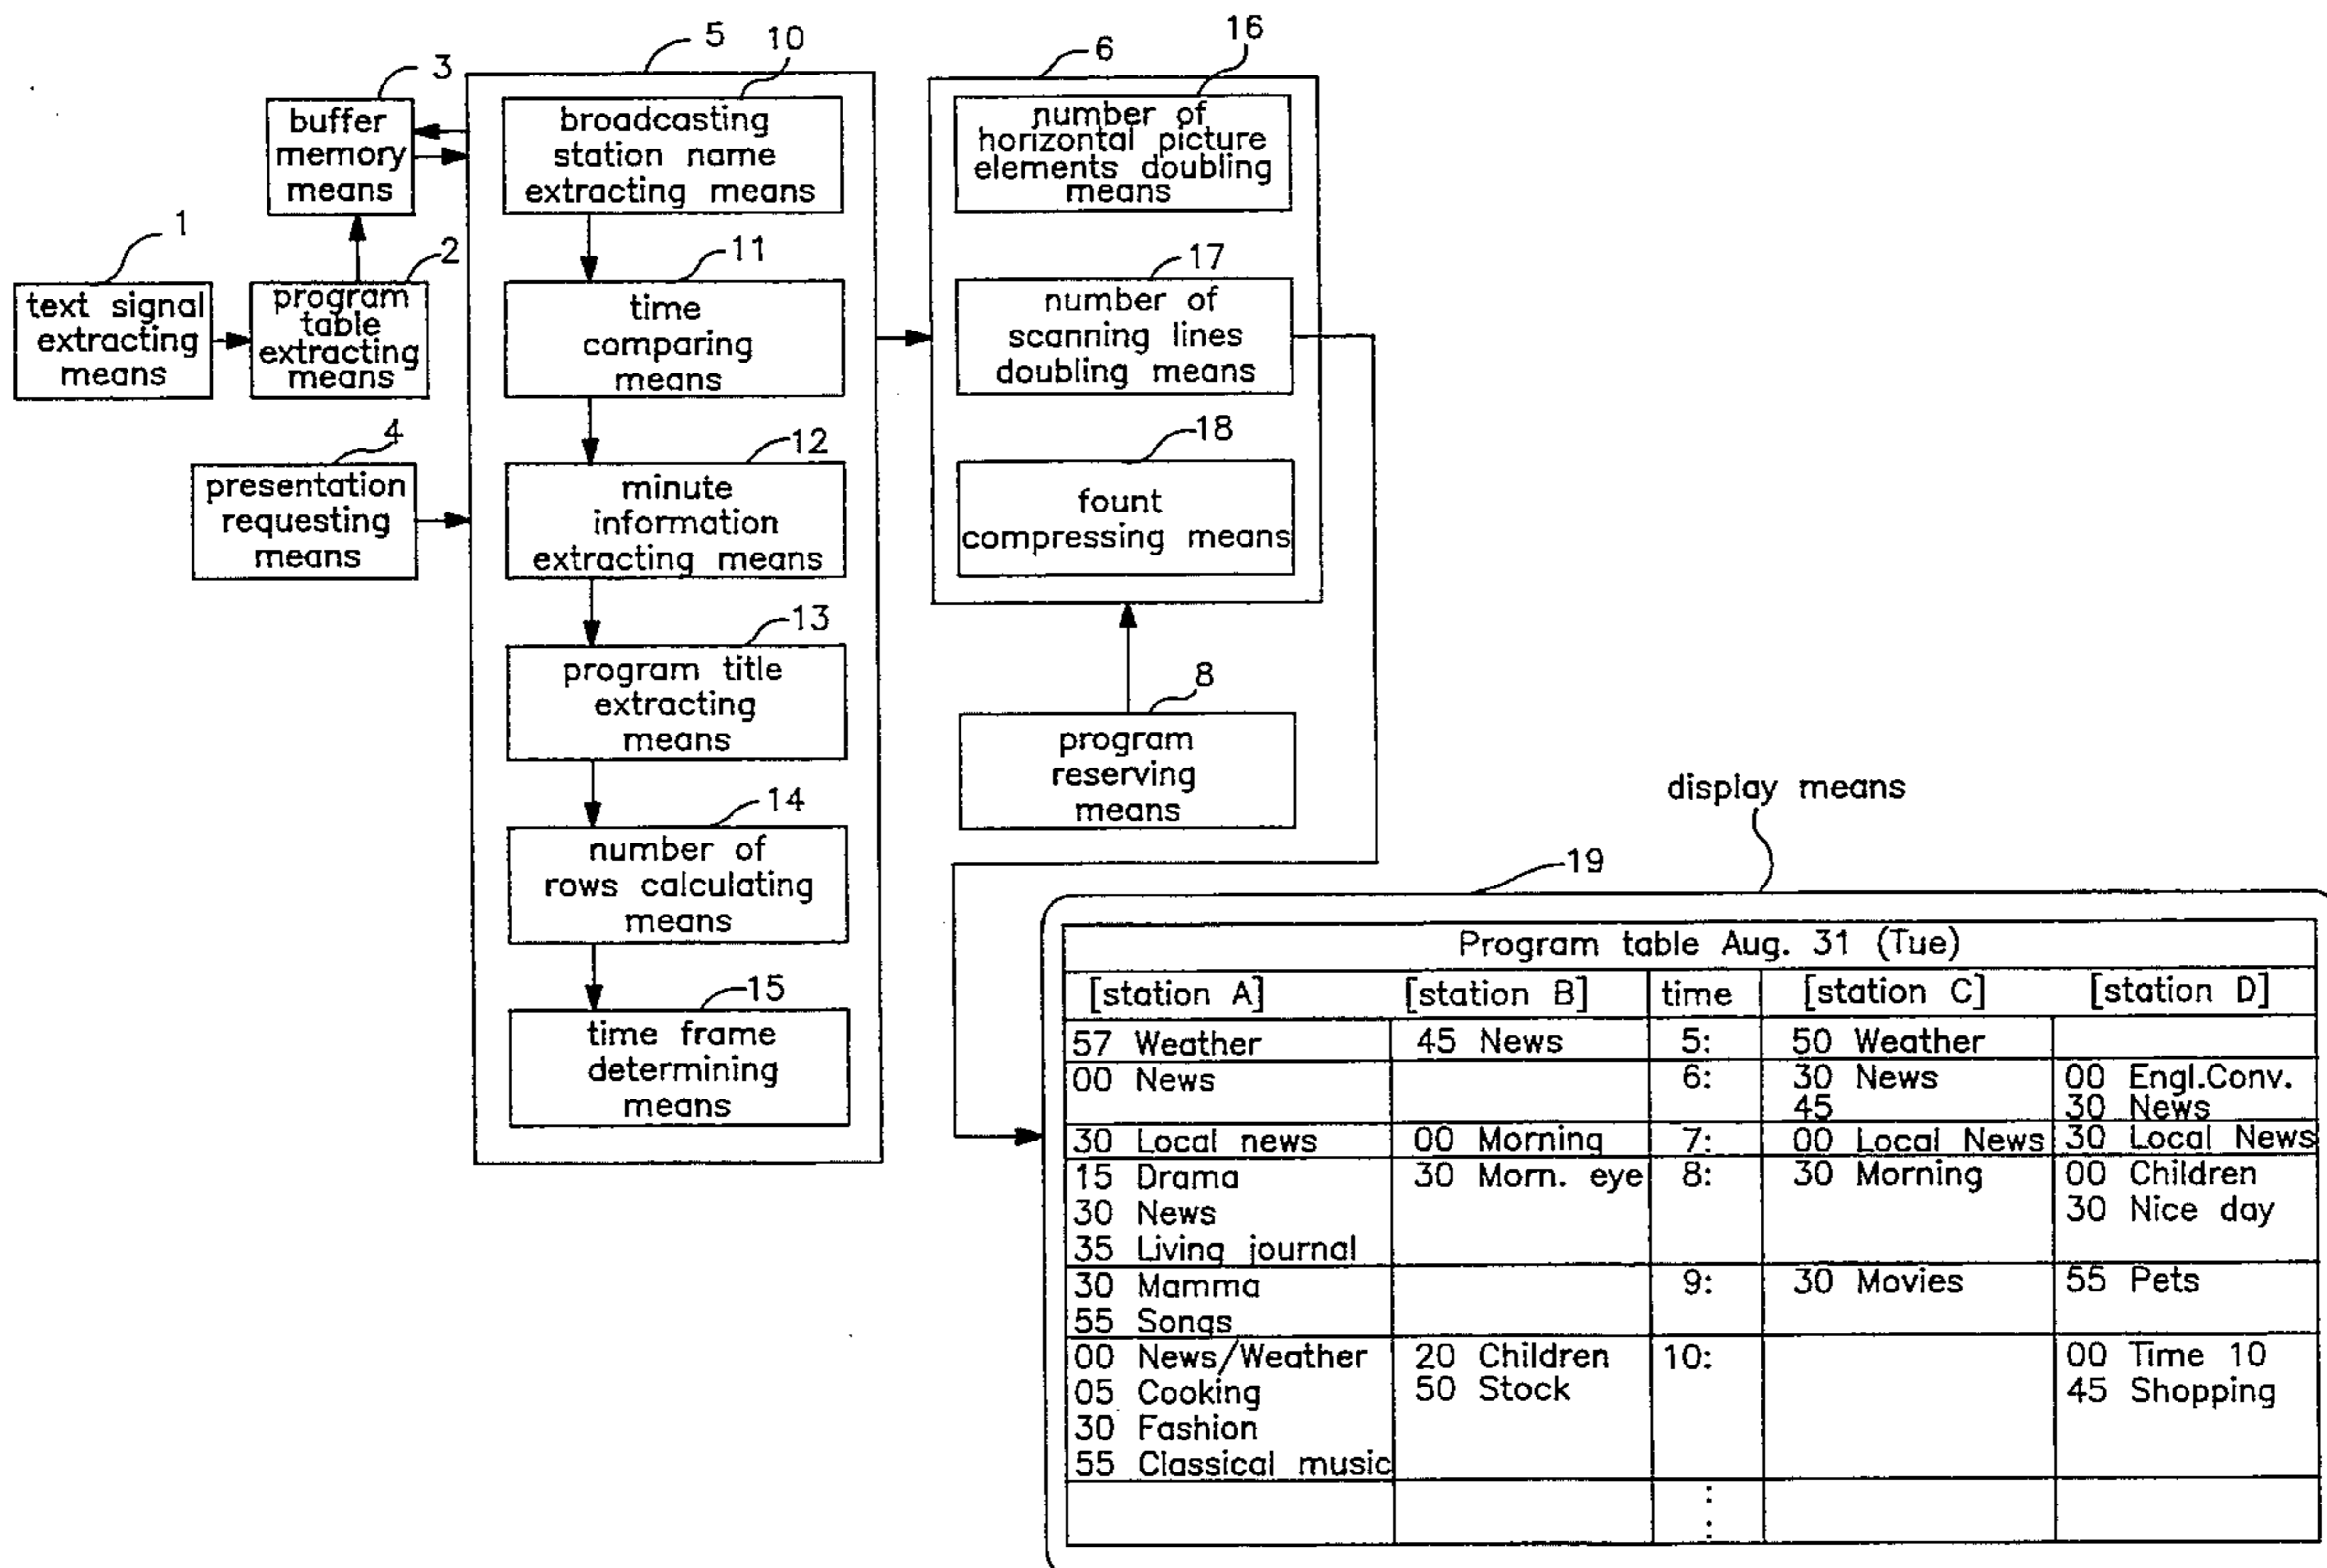 1
text signal
extracting
means
2
program
table
extracting
means
3
buffer
memory
means
4
presentation
requesting
means
5
10
broadcasting
station name
extracting means
11
time
comparing
means
12
minute
information
extracting means
13
program title
extracting
means
14
number of
rows calculating
means
15
time frame
determining
means
6
16
number of
horizontal picture
elements doubling
means
17
number of
scanning lines
doubling means
18
fount
compressing means
8
program
reserving
means
display means
19
Program table Aug. 31 (Tue)
[station A] [station B] time [station C] [station D]
57 Weather 45 News 5: 50 Weather
00 News 6: 30 News 00 Engl.Conv.
45 30 News
30 Local news 00 Morning 7: 00 Local News 30 Local News
15 Drama 30 Morn. eye 8: 30 Morning 00 Children
30 News 30 Nice day
35 Living journal
30 Mamma 9: 30 Movies 55 Pets
55 Songs
00 News/Weather 20 Children 10: 00 Time 10
05 Cooking 50 Stock 45 Shopping
30 Fashion
55 Classical music
:
: